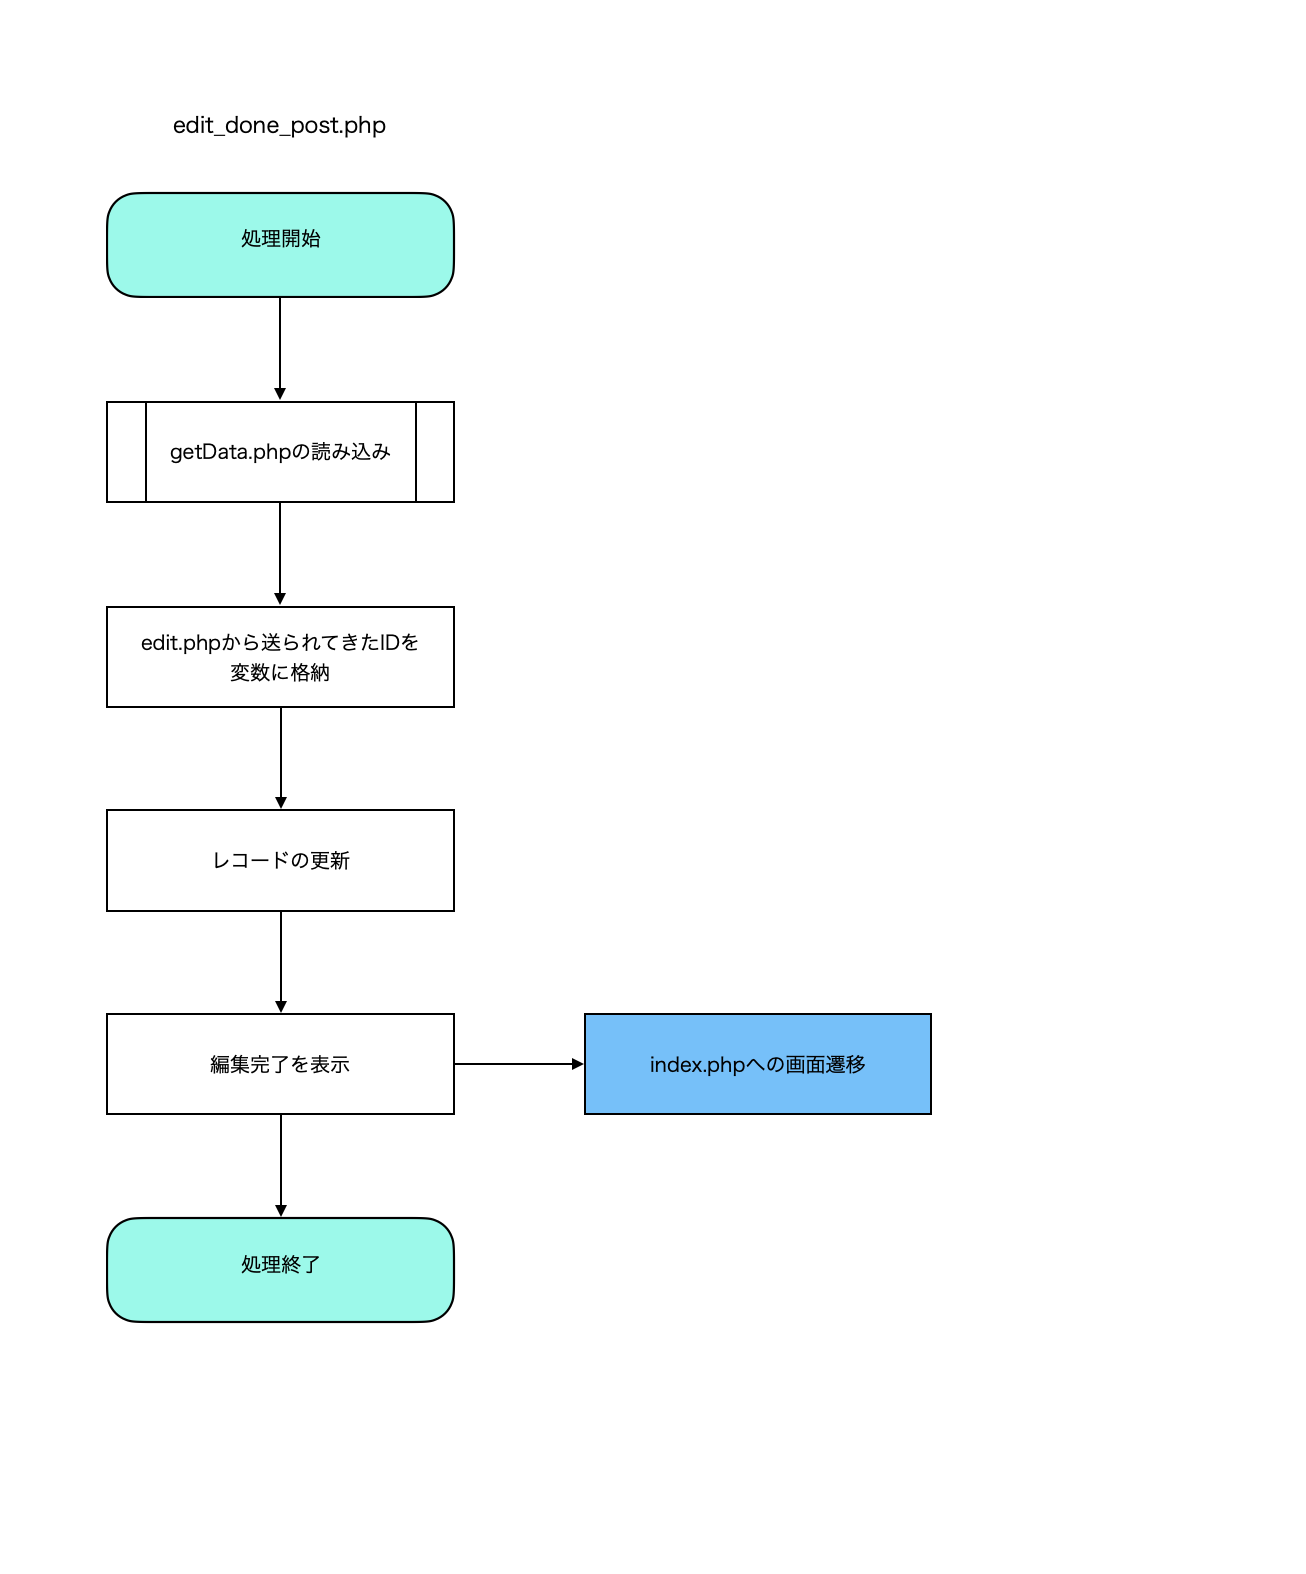 edit_done_post.php
処理開始
getData.phpの読み込み
edit.phpから送られてきたIDを
変数に格納
レコードの更新
編集完了を表示
index.phpへの画面遷移
処理終了